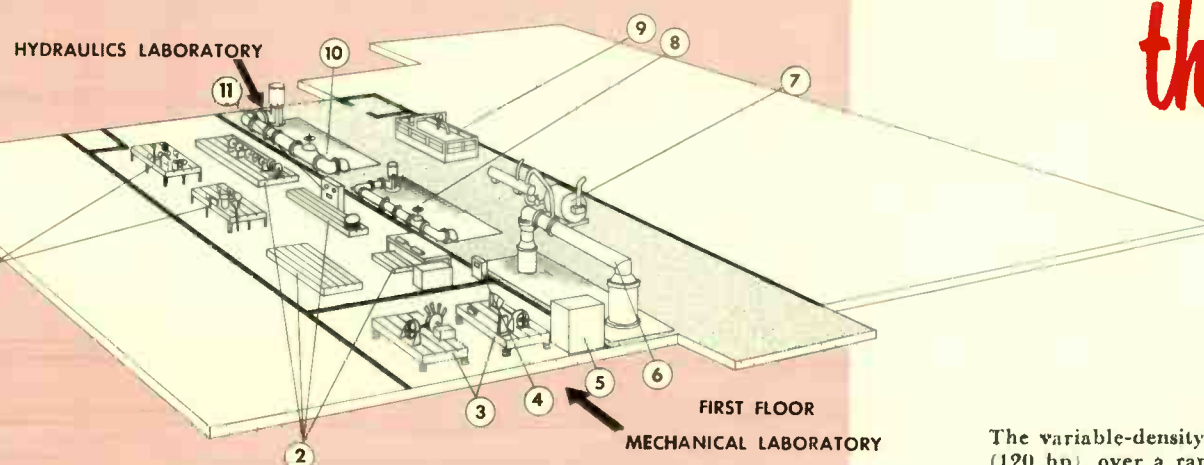 th
HYDRAULICS LABORATORY
9
8
10
7
11
6
5
4
3
2
FIRST FLOOR
MECHANICAL LABORATORY
The variable-density
(120 hp) over a